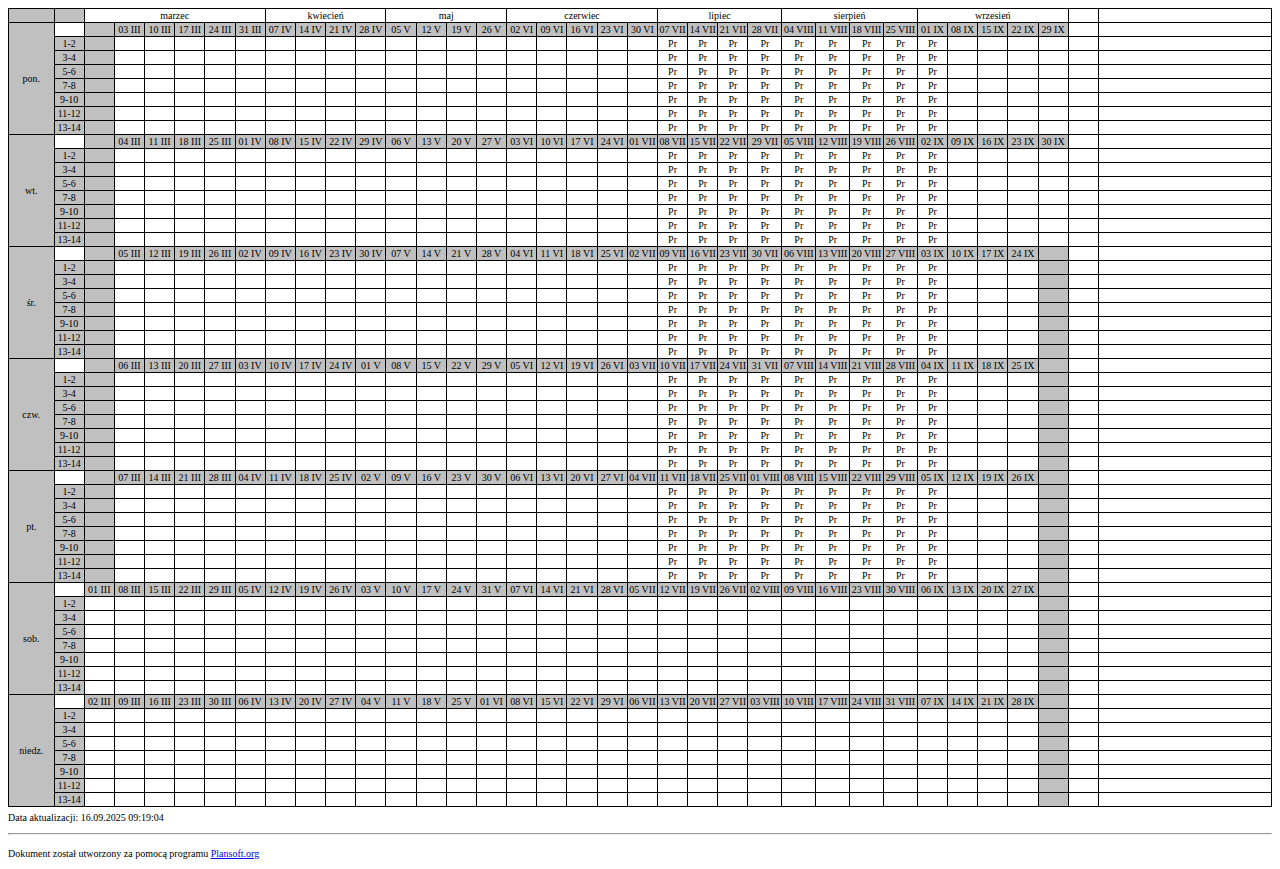 marzec kwiecień maj czerwiec lipiec sierpień wrzesień
pon. 03 III 10 III 17 III 24 III 31 III 07 IV 14 IV 21 IV 28 IV 05 V 12 V 19 V 26 V 02 VI 09 VI 16 VI 23 VI 30 VI 07 VII 14 VII 21 VII 28 VII 04 VIII 11 VIII 18 VIII 25 VIII 01 IX 08 IX 15 IX 22 IX 29 IX
1-2 Pr Pr Pr Pr Pr Pr Pr Pr Pr
3-4 Pr Pr Pr Pr Pr Pr Pr Pr Pr
5-6 Pr Pr Pr Pr Pr Pr Pr Pr Pr
7-8 Pr Pr Pr Pr Pr Pr Pr Pr Pr
9-10 Pr Pr Pr Pr Pr Pr Pr Pr Pr
11-12 Pr Pr Pr Pr Pr Pr Pr Pr Pr
13-14 Pr Pr Pr Pr Pr Pr Pr Pr Pr
wt. 04 III 11 III 18 III 25 III 01 IV 08 IV 15 IV 22 IV 29 IV 06 V 13 V 20 V 27 V 03 VI 10 VI 17 VI 24 VI 01 VII 08 VII 15 VII 22 VII 29 VII 05 VIII 12 VIII 19 VIII 26 VIII 02 IX 09 IX 16 IX 23 IX 30 IX
1-2 Pr Pr Pr Pr Pr Pr Pr Pr Pr
3-4 Pr Pr Pr Pr Pr Pr Pr Pr Pr
5-6 Pr Pr Pr Pr Pr Pr Pr Pr Pr
7-8 Pr Pr Pr Pr Pr Pr Pr Pr Pr
9-10 Pr Pr Pr Pr Pr Pr Pr Pr Pr
11-12 Pr Pr Pr Pr Pr Pr Pr Pr Pr
13-14 Pr Pr Pr Pr Pr Pr Pr Pr Pr
śr. 05 III 12 III 19 III 26 III 02 IV 09 IV 16 IV 23 IV 30 IV 07 V 14 V 21 V 28 V 04 VI 11 VI 18 VI 25 VI 02 VII 09 VII 16 VII 23 VII 30 VII 06 VIII 13 VIII 20 VIII 27 VIII 03 IX 10 IX 17 IX 24 IX
1-2 Pr Pr Pr Pr Pr Pr Pr Pr Pr
3-4 Pr Pr Pr Pr Pr Pr Pr Pr Pr
5-6 Pr Pr Pr Pr Pr Pr Pr Pr Pr
7-8 Pr Pr Pr Pr Pr Pr Pr Pr Pr
9-10 Pr Pr Pr Pr Pr Pr Pr Pr Pr
11-12 Pr Pr Pr Pr Pr Pr Pr Pr Pr
13-14 Pr Pr Pr Pr Pr Pr Pr Pr Pr
czw. 06 III 13 III 20 III 27 III 03 IV 10 IV 17 IV 24 IV 01 V 08 V 15 V 22 V 29 V 05 VI 12 VI 19 VI 26 VI 03 VII 10 VII 17 VII 24 VII 31 VII 07 VIII 14 VIII 21 VIII 28 VIII 04 IX 11 IX 18 IX 25 IX
1-2 Pr Pr Pr Pr Pr Pr Pr Pr Pr
3-4 Pr Pr Pr Pr Pr Pr Pr Pr Pr
5-6 Pr Pr Pr Pr Pr Pr Pr Pr Pr
7-8 Pr Pr Pr Pr Pr Pr Pr Pr Pr
9-10 Pr Pr Pr Pr Pr Pr Pr Pr Pr
11-12 Pr Pr Pr Pr Pr Pr Pr Pr Pr
13-14 Pr Pr Pr Pr Pr Pr Pr Pr Pr
pt. 07 III 14 III 21 III 28 III 04 IV 11 IV 18 IV 25 IV 02 V 09 V 16 V 23 V 30 V 06 VI 13 VI 20 VI 27 VI 04 VII 11 VII 18 VII 25 VII 01 VIII 08 VIII 15 VIII 22 VIII 29 VIII 05 IX 12 IX 19 IX 26 IX
1-2 Pr Pr Pr Pr Pr Pr Pr Pr Pr
3-4 Pr Pr Pr Pr Pr Pr Pr Pr Pr
5-6 Pr Pr Pr Pr Pr Pr Pr Pr Pr
7-8 Pr Pr Pr Pr Pr Pr Pr Pr Pr
9-10 Pr Pr Pr Pr Pr Pr Pr Pr Pr
11-12 Pr Pr Pr Pr Pr Pr Pr Pr Pr
13-14 Pr Pr Pr Pr Pr Pr Pr Pr Pr
sob. 01 III 08 III 15 III 22 III 29 III 05 IV 12 IV 19 IV 26 IV 03 V 10 V 17 V 24 V 31 V 07 VI 14 VI 21 VI 28 VI 05 VII 12 VII 19 VII 26 VII 02 VIII 09 VIII 16 VIII 23 VIII 30 VIII 06 IX 13 IX 20 IX 27 IX
1-2
3-4
5-6
7-8
9-10
11-12
13-14
niedz. 02 III 09 III 16 III 23 III 30 III 06 IV 13 IV 20 IV 27 IV 04 V 11 V 18 V 25 V 01 VI 08 VI 15 VI 22 VI 29 VI 06 VII 13 VII 20 VII 27 VII 03 VIII 10 VIII 17 VIII 24 VIII 31 VIII 07 IX 14 IX 21 IX 28 IX
1-2
3-4
5-6
7-8
9-10
11-12
13-14
Data aktualizacji: 16.09.2025 09:19:04
Dokument został utworzony za pomocą programu Plansoft.org